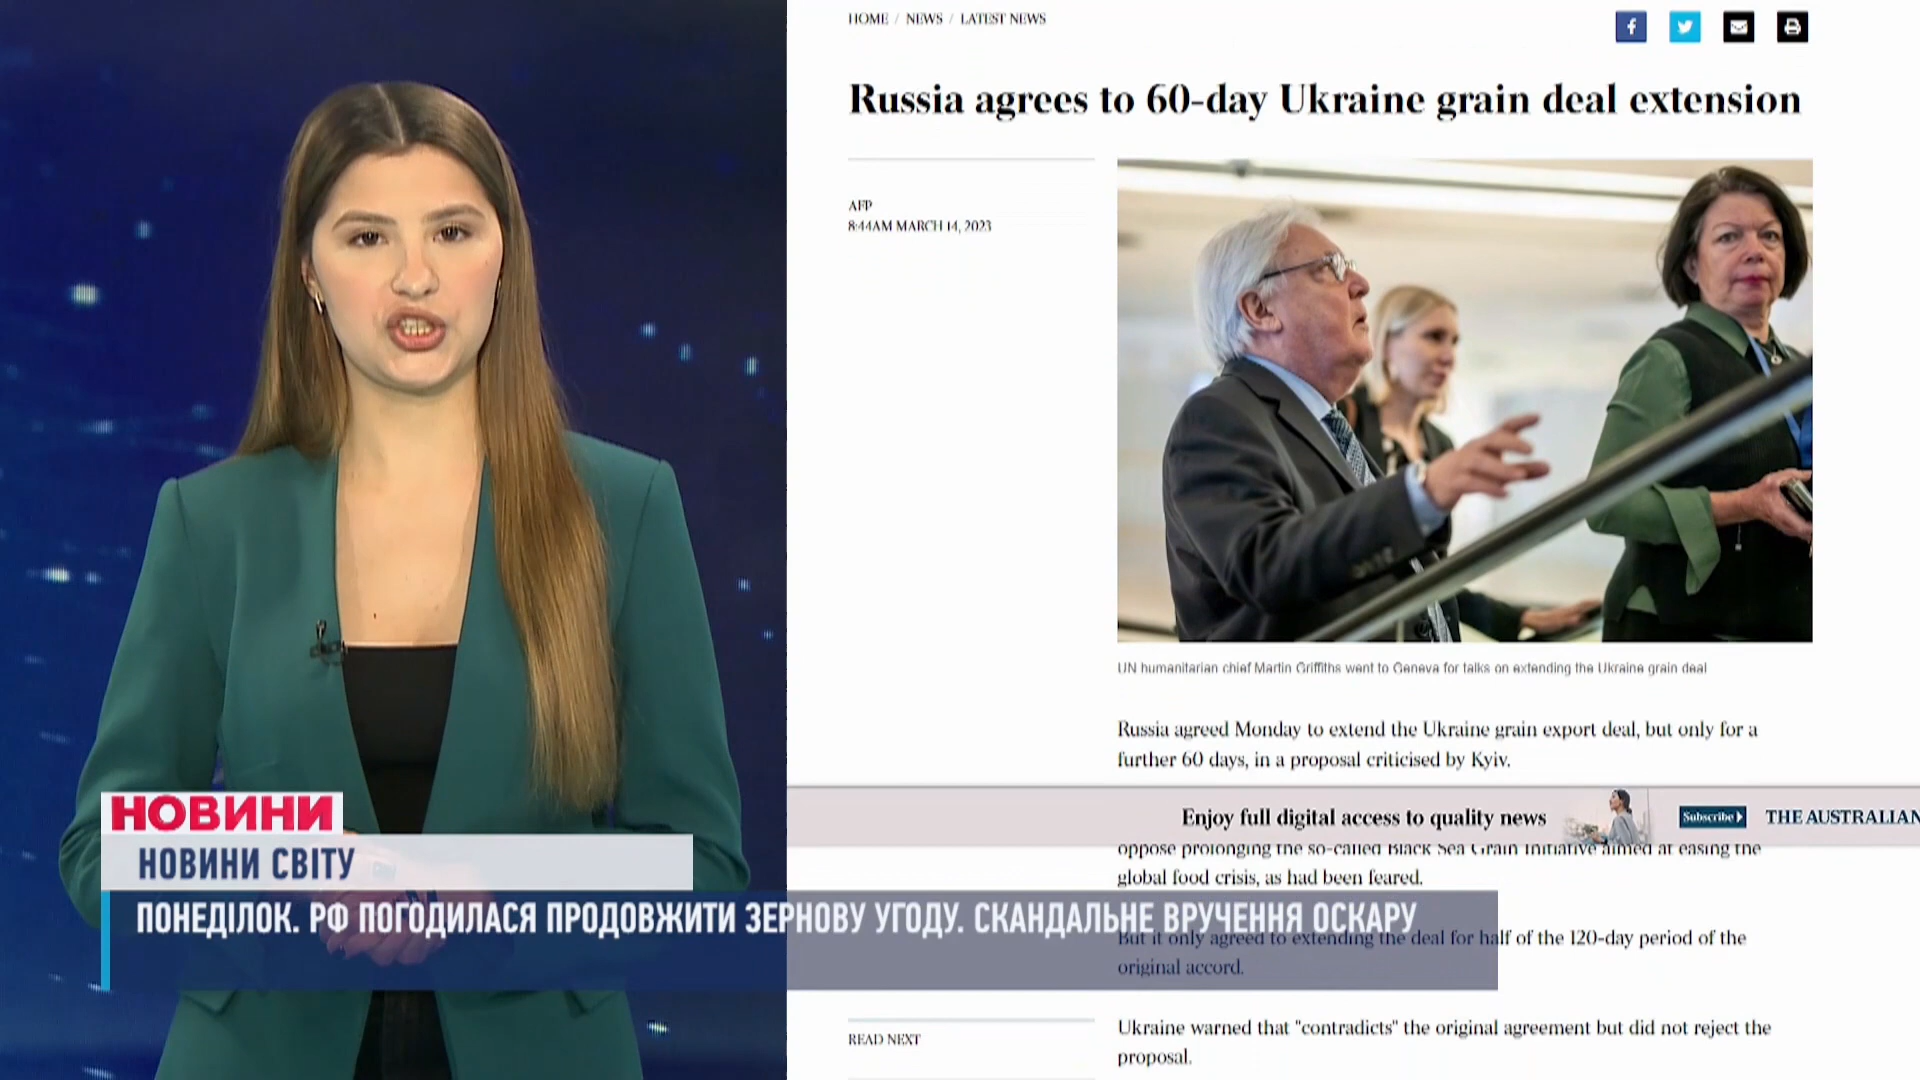 HOME / NEWS / LATEST NEWS
Russia agrees to 60-day Ukraine grain deal extension
AFP
8:44AM MARCH 14, 2023
UN humanitarian chief Martin Griffiths went to Geneva for talks on extending the Ukraine grain deal
Russia agreed Monday to extend the Ukraine grain export deal, but only for a
further 60 days, in a proposal criticised by Kyiv.
Enjoy full digital access to quality news
Subscribe
THE AUSTRALIAN
oppose prolonging the so-called Black Sea Grain Initiative aimed at easing the
global food crisis, as had been feared.
НОВИНИ
НОВИНИ СВІТУ
ПОНЕДІЛОК. РФ ПОГОДИЛАСЯ ПРОДОВЖИТИ ЗЕРНОВУ УГОДУ. СКАНДАЛЬНЕ ВРУЧЕННЯ ОСКАРУ
But it only agreed to extending the deal for half of the 120-day period of the
original accord.
READ NEXT
Ukraine warned that "contradicts" the original agreement but did not reject the
proposal.